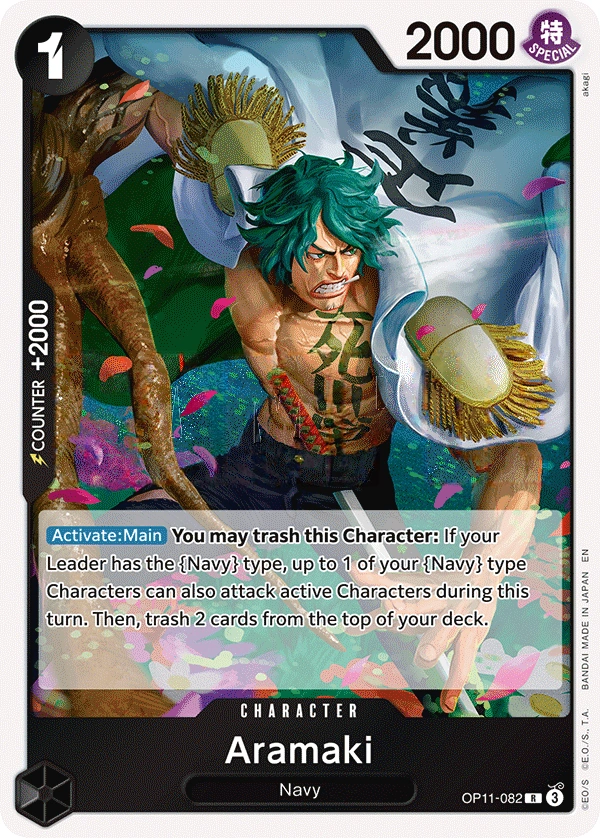 1
2000
特
SPECIAL
akagi
正義
COUNTER +2000
Activate:Main You may trash this Character: If your
Leader has the {Navy} type, up to 1 of your {Navy} type
Characters can also attack active Characters during this
turn. Then, trash 2 cards from the top of your deck.
BANDAI MADE IN JAPAN EN
©EO/S ©E.O./S., T.A.
CHARACTER
Aramaki
Navy
OP11-082 R 3